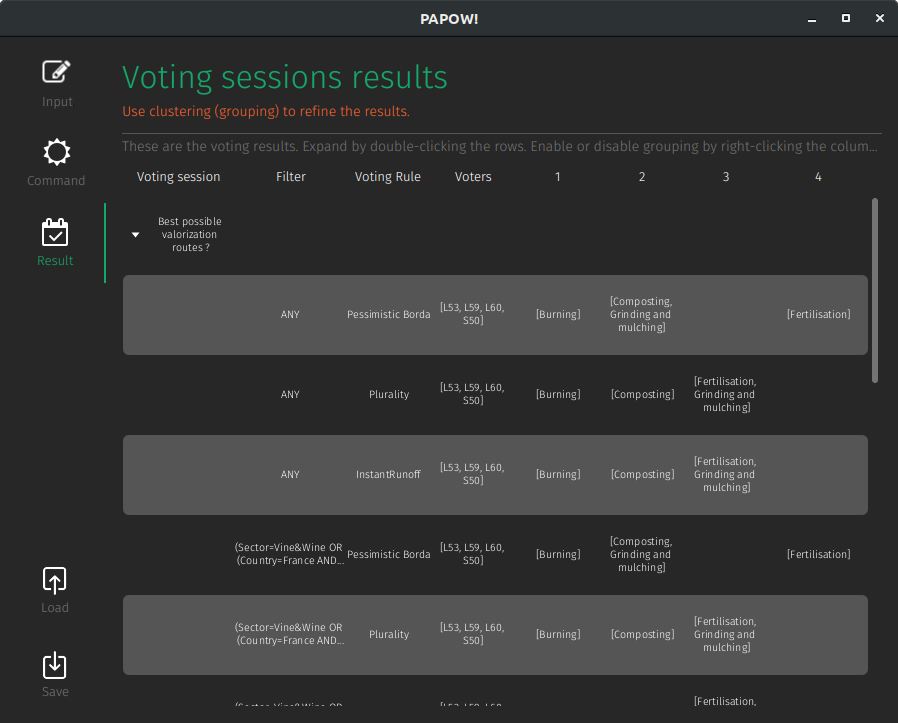 PAPOW!
Input
Command
Result
Load
Save
Voting sessions results
Use clustering (grouping) to refine the results.
These are the voting results. Expand by double-clicking the rows. Enable or disable grouping by right-clicking the colum...
Voting session Filter Voting Rule Voters 1 2 3 4
Best possible
valorization
routes ?
ANY Pessimistic Borda [L53, L59, L60, S50] [Burning] [Composting, Grinding and mulching] [Fertilisation]
ANY Plurality [L53, L59, L60, S50] [Burning] [Composting] [Fertilisation, Grinding and mulching]
ANY InstantRunoff [L53, L59, L60, S50] [Burning] [Composting] [Fertilisation, Grinding and mulching]
(Sector=Vine&Wine OR (Country=France AND... Pessimistic Borda [L53, L59, L60, S50] [Burning] [Composting, Grinding and mulching] [Fertilisation]
(Sector=Vine&Wine OR (Country=France AND... Plurality [L53, L59, L60, S50] [Burning] [Composting] [Fertilisation, Grinding and mulching]
[Fertilisation,